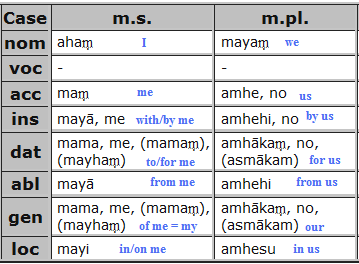 Case m.s. m.pl.
nom ahaṃ I mayaṃ we
voc - -
acc maṃ me amhe, no us
ins mayā, me with/by me amhehi, no by us
dat mama, me, (mamaṃ), amhākaṃ, no,
(mayhaṃ) to/for me (asmākaṃ) for us
abl mayā from me amhehi from us
gen mama, me, (mamaṃ), amhākaṃ, no,
(mayhaṃ) of me = my (asmākaṃ) our
loc mayi in/on me amhesu in us